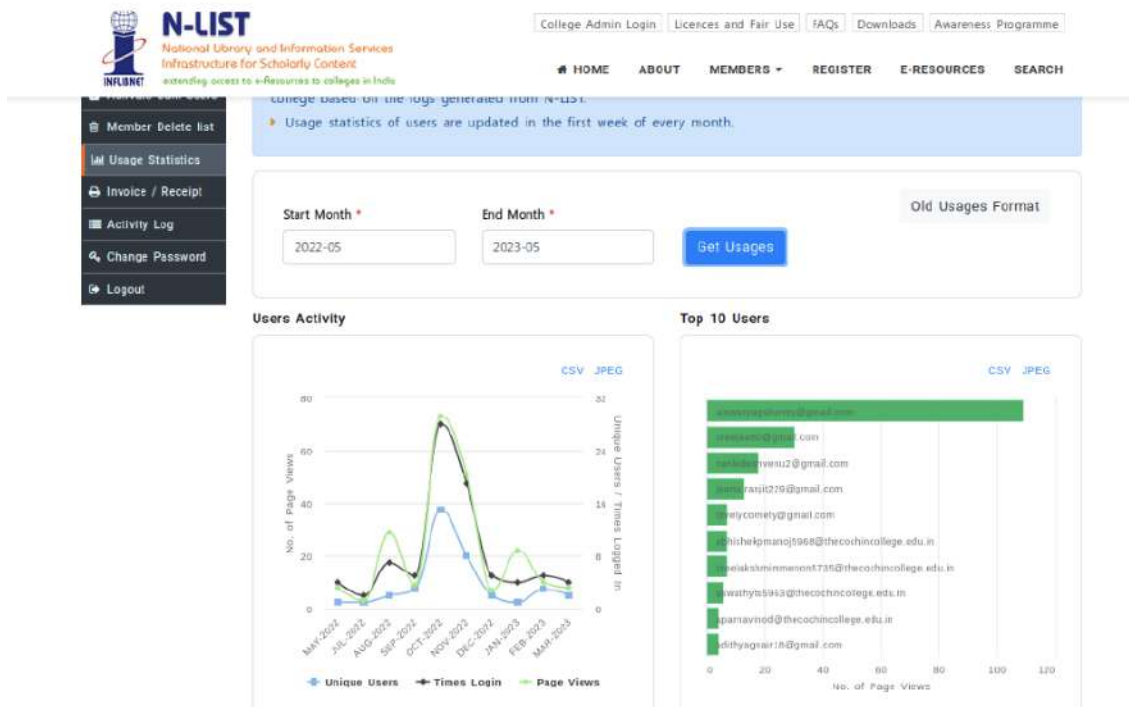 N-LIST
National Library and Information Services
Infrastructure for Scholarly Content
extending access to e-Resources to colleges in India
INFLIBNET
College Admin Login Licences and Fair Use FAQs Downloads Awareness Programme
HOME ABOUT MEMBERS REGISTER E-RESOURCES SEARCH
college based on the logs generated from N-LIST.
Usage statistics of users are updated in the first week of every month.
Member Delete list
Usage Statistics
Invoice / Receipt
Activity Log
Change Password
Logout
Start Month *
End Month *
Old Usages Format
2022-05
2023-05
Get Usages
Users Activity
CSV JPEG
No. of Page Views
80
60
40
20
0
32
24
16
8
0
Unique Users / Times Logged In
MAY-2022
JUL-2022
AUG-2022
SEP-2022
OCT-2022
NOV-2022
DEC-2022
JAN-2023
FEB-2023
MAR-2023
Unique Users Times Login Page Views
Top 10 Users
CSV JPEG
0 20 40 60 80 100 120
No. of Page Views